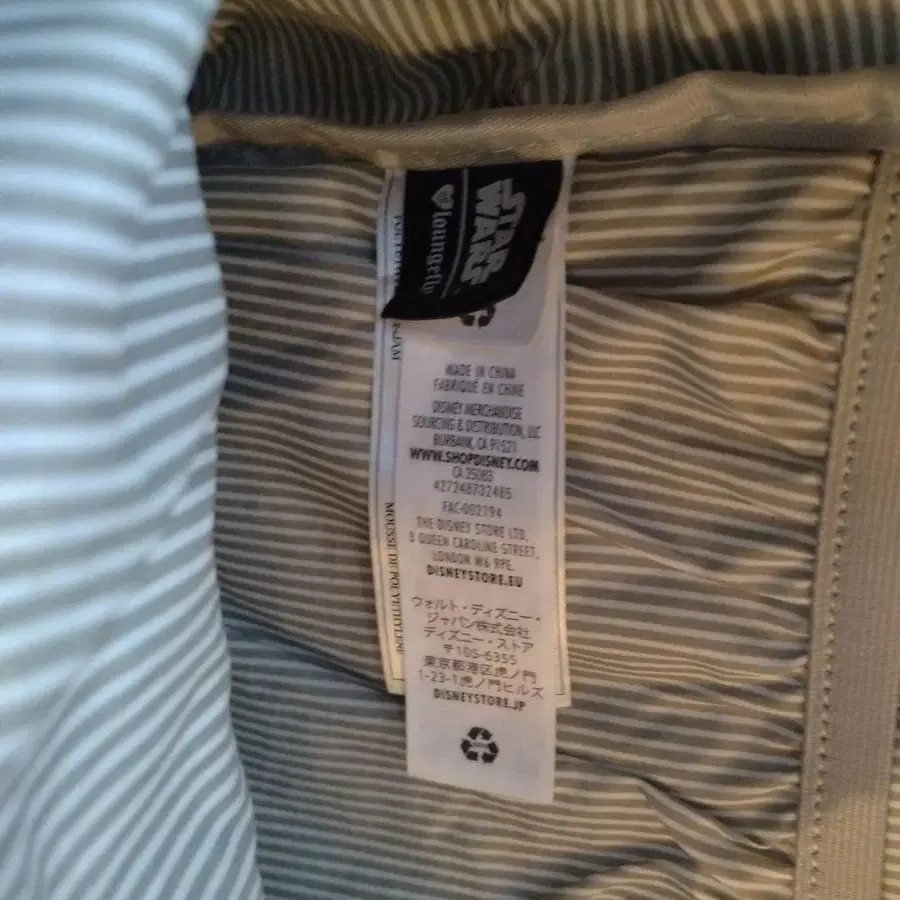 STAR
WARS
loungefly
MADE IN CHINA
FABRIQUÉ EN CHINE
DISNEY MERCHANDISE
SOURCING & DISTRIBUTION, LLC
BURBANK, CA 91521
WWW.SHOPDISNEY.COM
CA 35083
427248732485
FAC-002194
THE DISNEY STORE LTD,
3 QUEEN CAROLINE STREET,
LONDON W6 9PE.
DISNEYSTORE.EU
ウォルト・ディズニー・
ジャパン株式会社
ディズニー・ストア
〒105-6355
東京都港区虎ノ門
1-23-1虎ノ門ヒルズ
DISNEYSTORE.JP
MOUSSE DE POLYETHYLENE